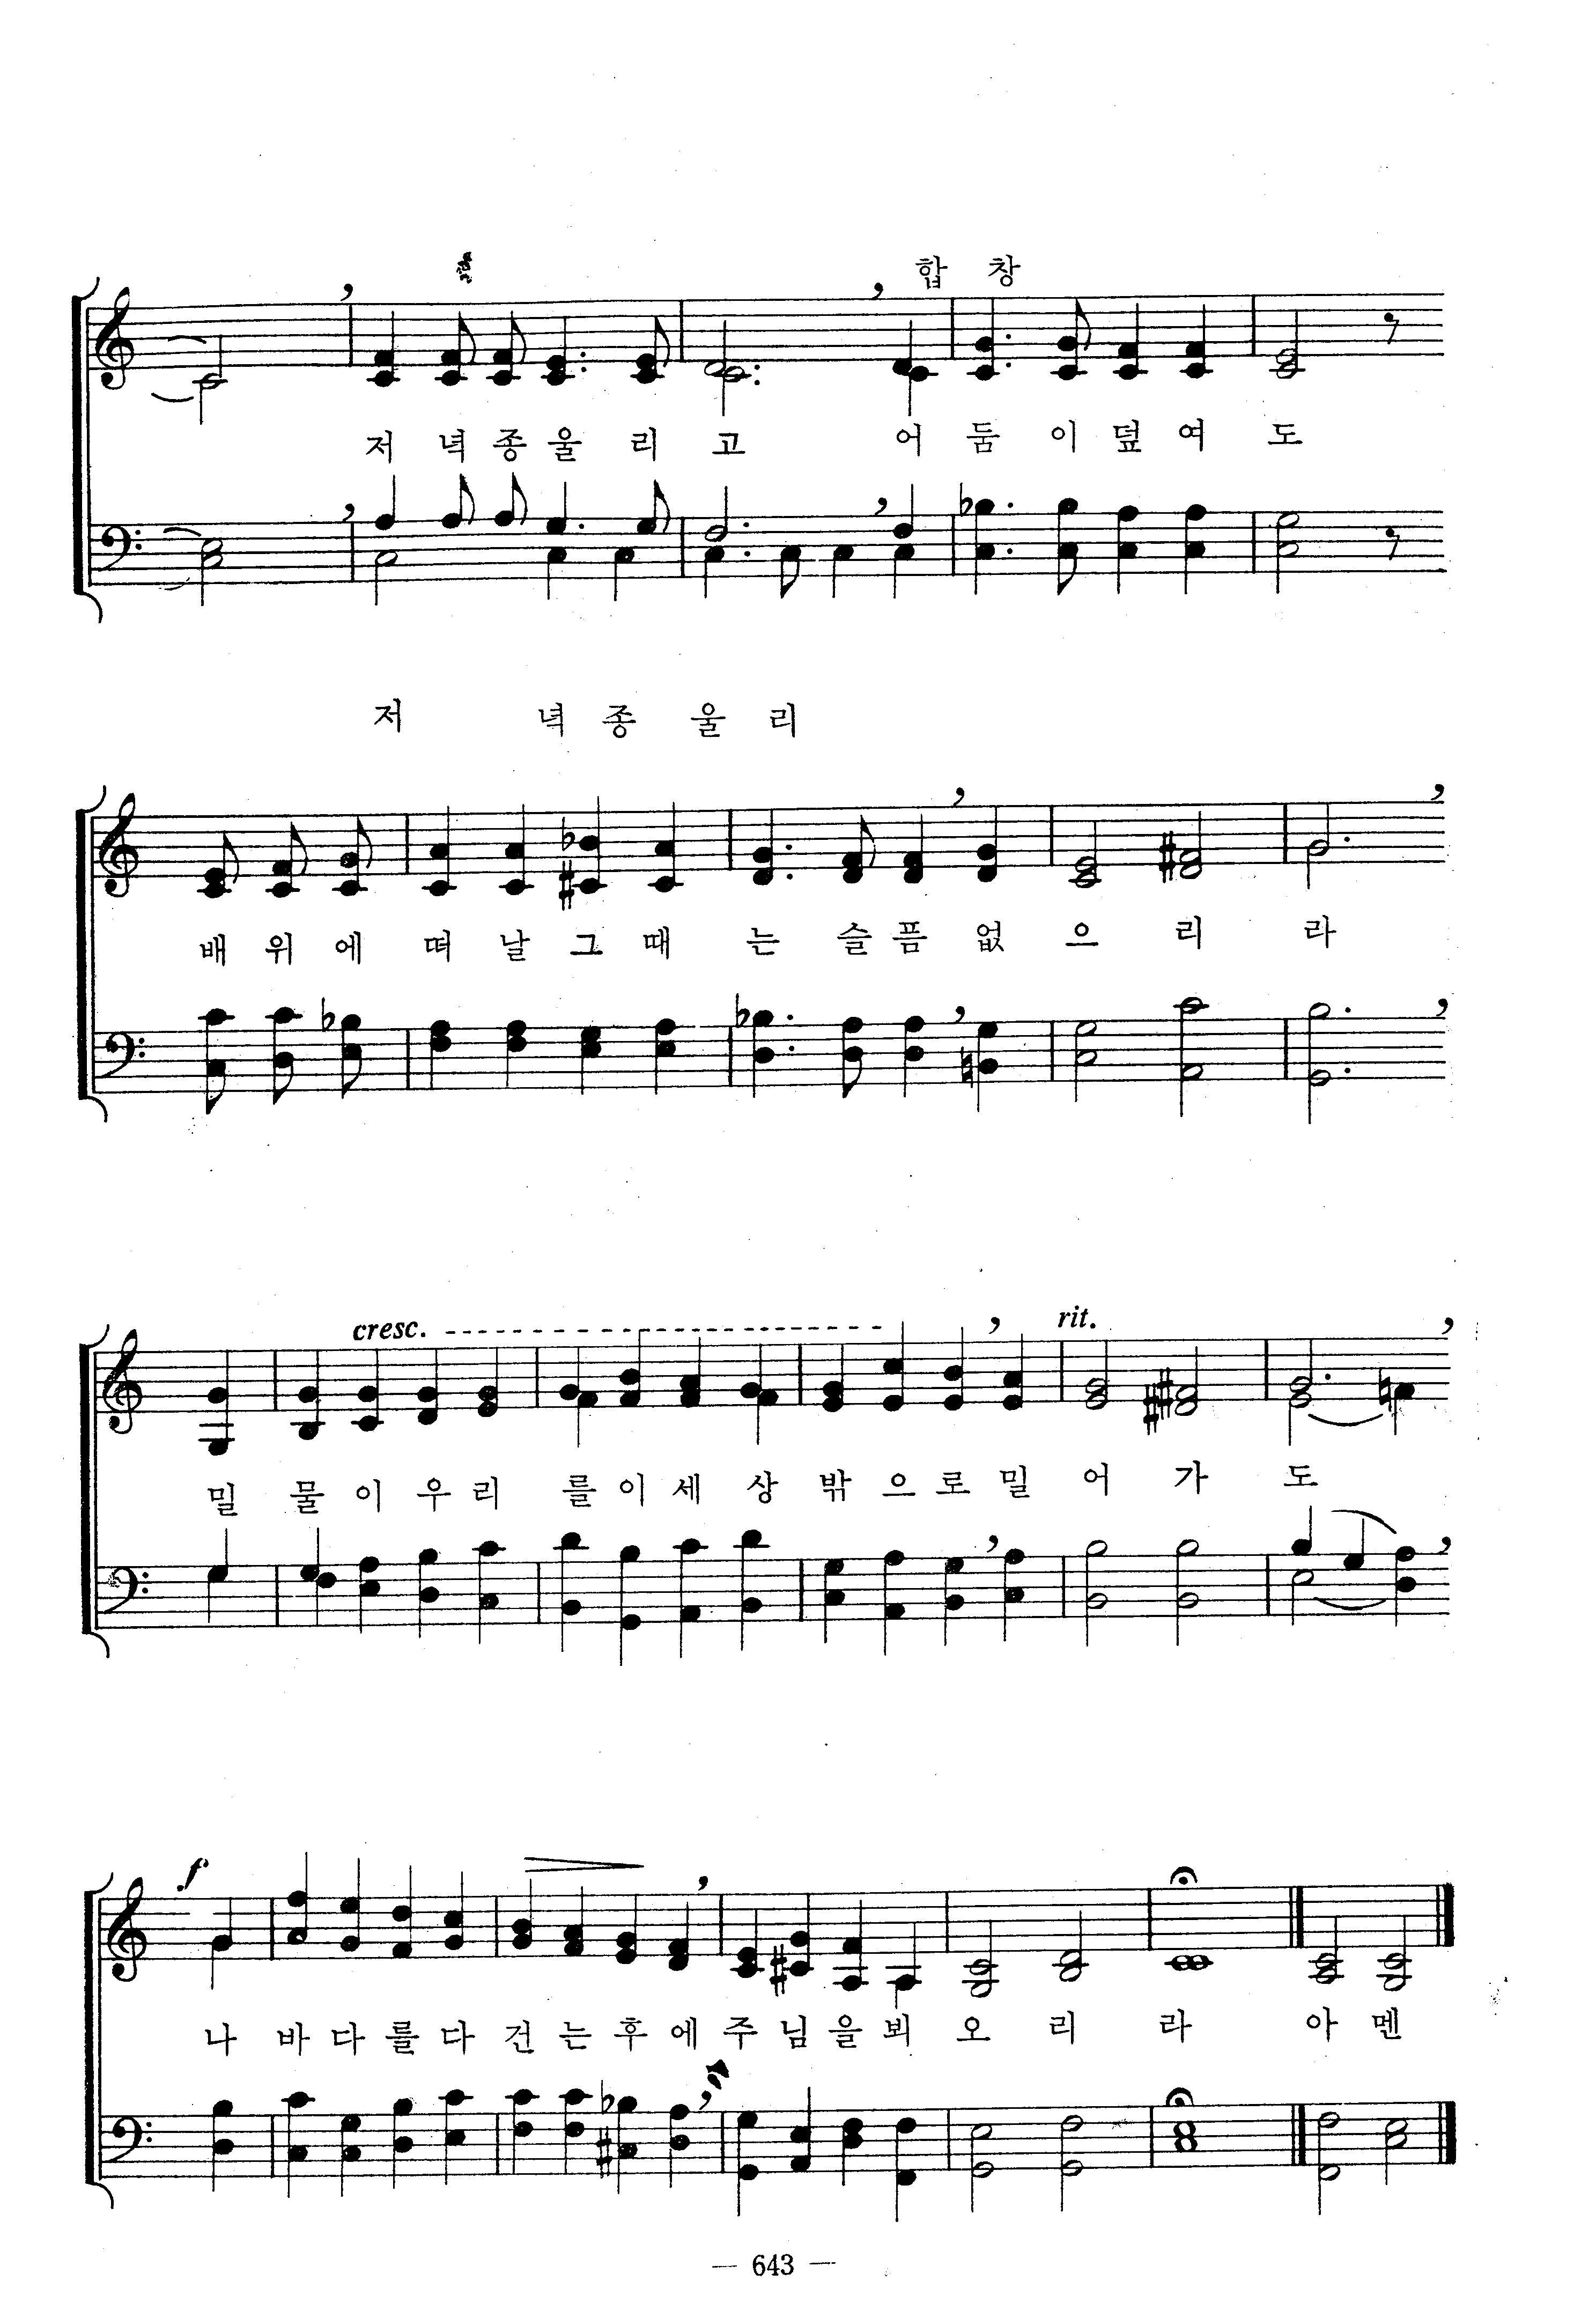 합 창
저 녁 종 울 리 고 어 둠 이 덮 여 도
저 녁 종 울 리
배 위 에 떠 날 그 때 는 슬 픔 없 으 리 라
cresc. rit.
밀 물 이 우 리 를 이 세 상 밖 으 로 밀 어 가 도
f
나 바 다 를 다 건 는 후 에 주 님 을 뵈 오 리 라 아 멘
— 643 —